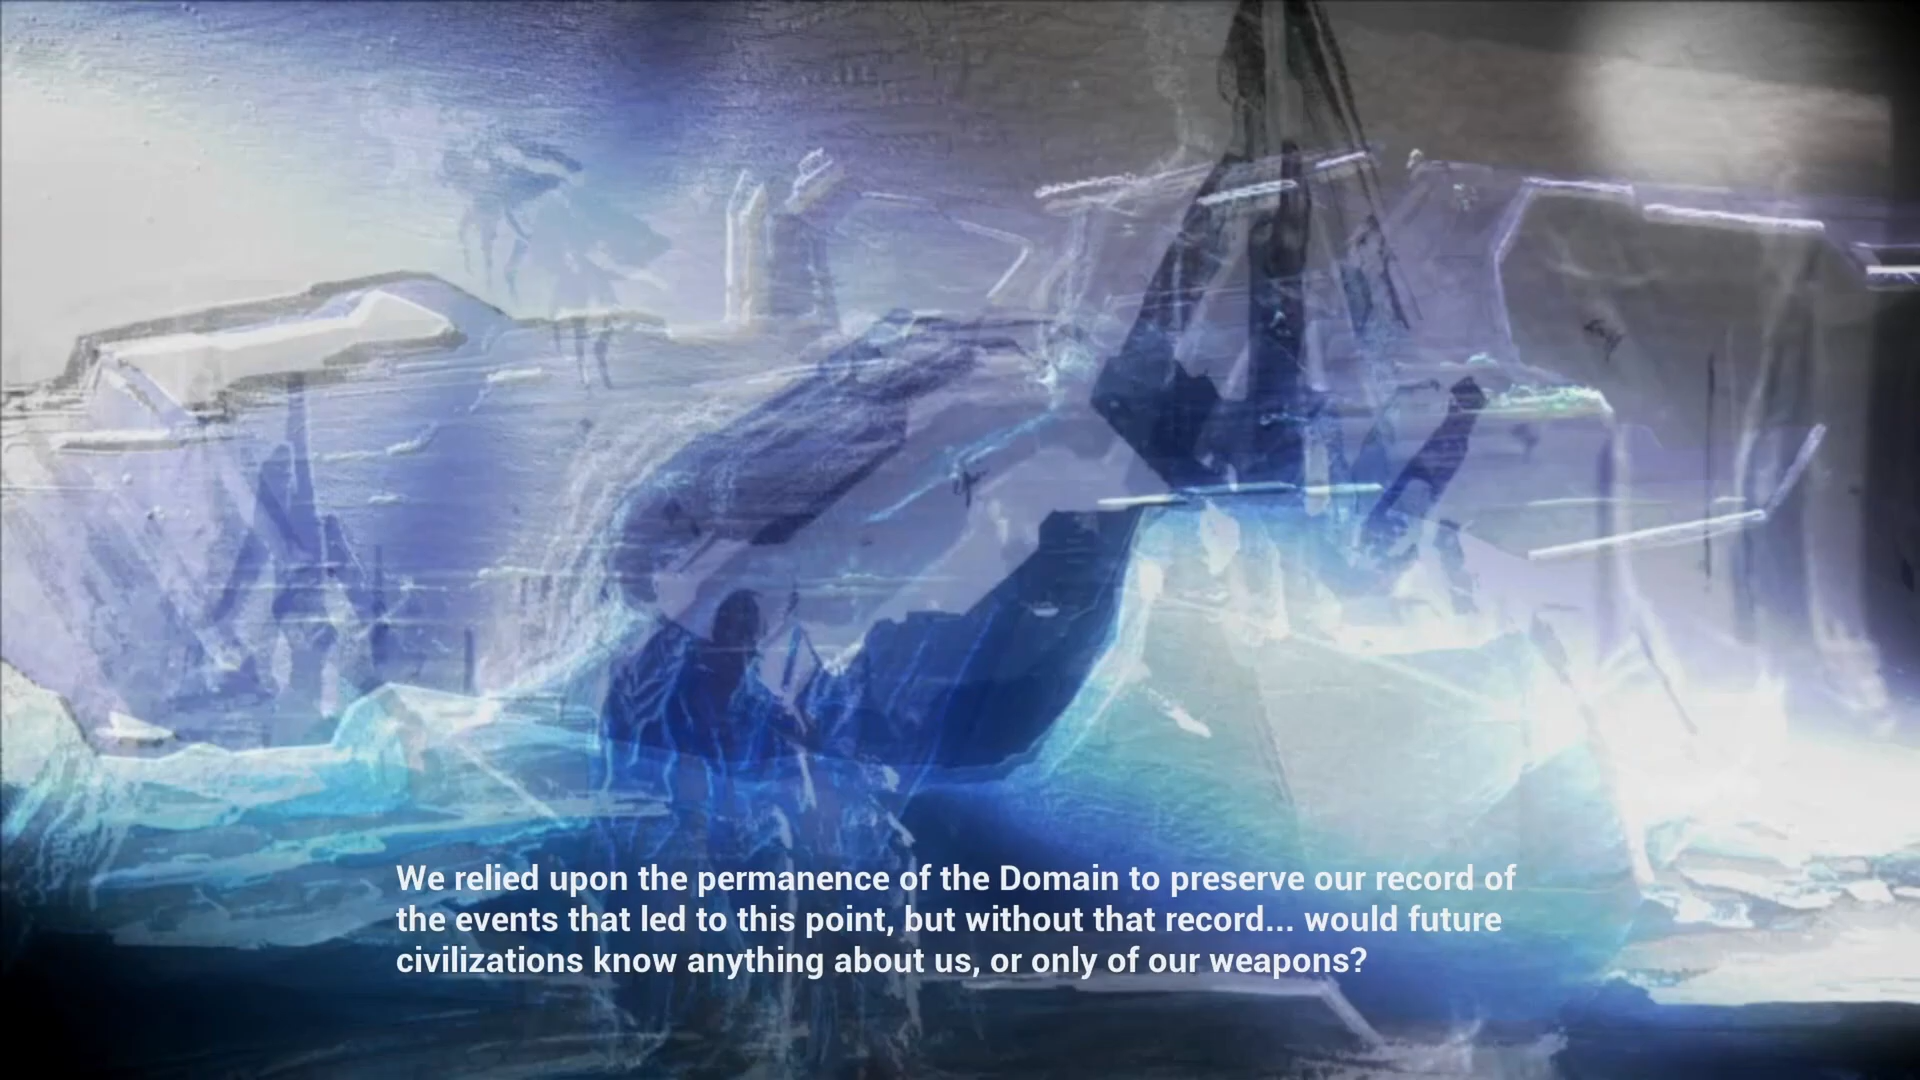 We relied upon the permanence of the Domain to preserve our record of
the events that led to this point, but without that record... would future
civilizations know anything about us, or only of our weapons?